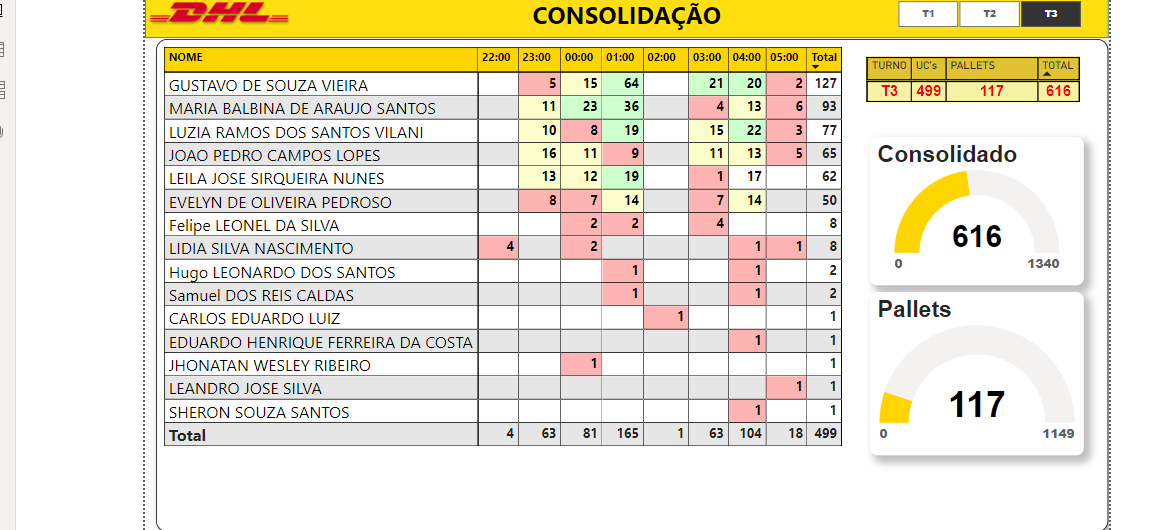 DHL
CONSOLIDAÇÃO
T1 T2 T3
NOME 22:00 23:00 00:00 01:00 02:00 03:00 04:00 05:00 Total
GUSTAVO DE SOUZA VIEIRA 5 15 64 21 20 2 127
MARIA BALBINA DE ARAUJO SANTOS 11 23 36 4 13 6 93
LUZIA RAMOS DOS SANTOS VILANI 10 8 19 15 22 3 77
JOAO PEDRO CAMPOS LOPES 16 11 9 11 13 5 65
LEILA JOSE SIRQUEIRA NUNES 13 12 19 1 17 62
EVELYN DE OLIVEIRA PEDROSO 8 7 14 7 14 50
Felipe LEONEL DA SILVA 2 2 4 8
LIDIA SILVA NASCIMENTO 4 2 1 1 8
Hugo LEONARDO DOS SANTOS 1 1 2
Samuel DOS REIS CALDAS 1 1 2
CARLOS EDUARDO LUIZ 1 1
EDUARDO HENRIQUE FERREIRA DA COSTA 1 1
JHONATAN WESLEY RIBEIRO 1 1
LEANDRO JOSE SILVA 1 1
SHERON SOUZA SANTOS 1 1
Total 4 63 81 165 1 63 104 18 499
TURNO UC's PALLETS TOTAL
T3 499 117 616
Consolidado
616
0 1340
Pallets
117
0 1149